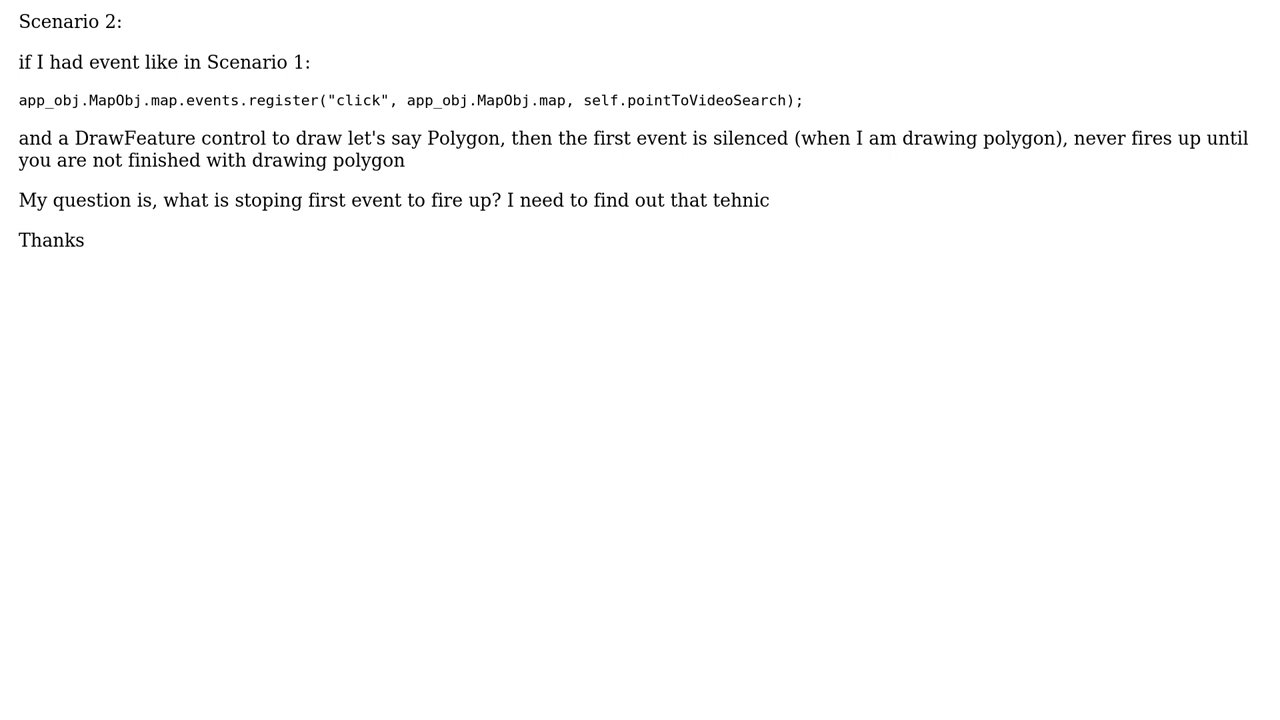 Scenario 2:
if I had event like in Scenario 1:
app_obj.MapObj.map.events.register("click", app_obj.MapObj.map, self.pointToVideoSearch);
and a DrawFeature control to draw let's say Polygon, then the first event is silenced (when I am drawing polygon), never fires up until
you are not finished with drawing polygon
My question is, what is stoping first event to fire up? I need to find out that tehnic
Thanks